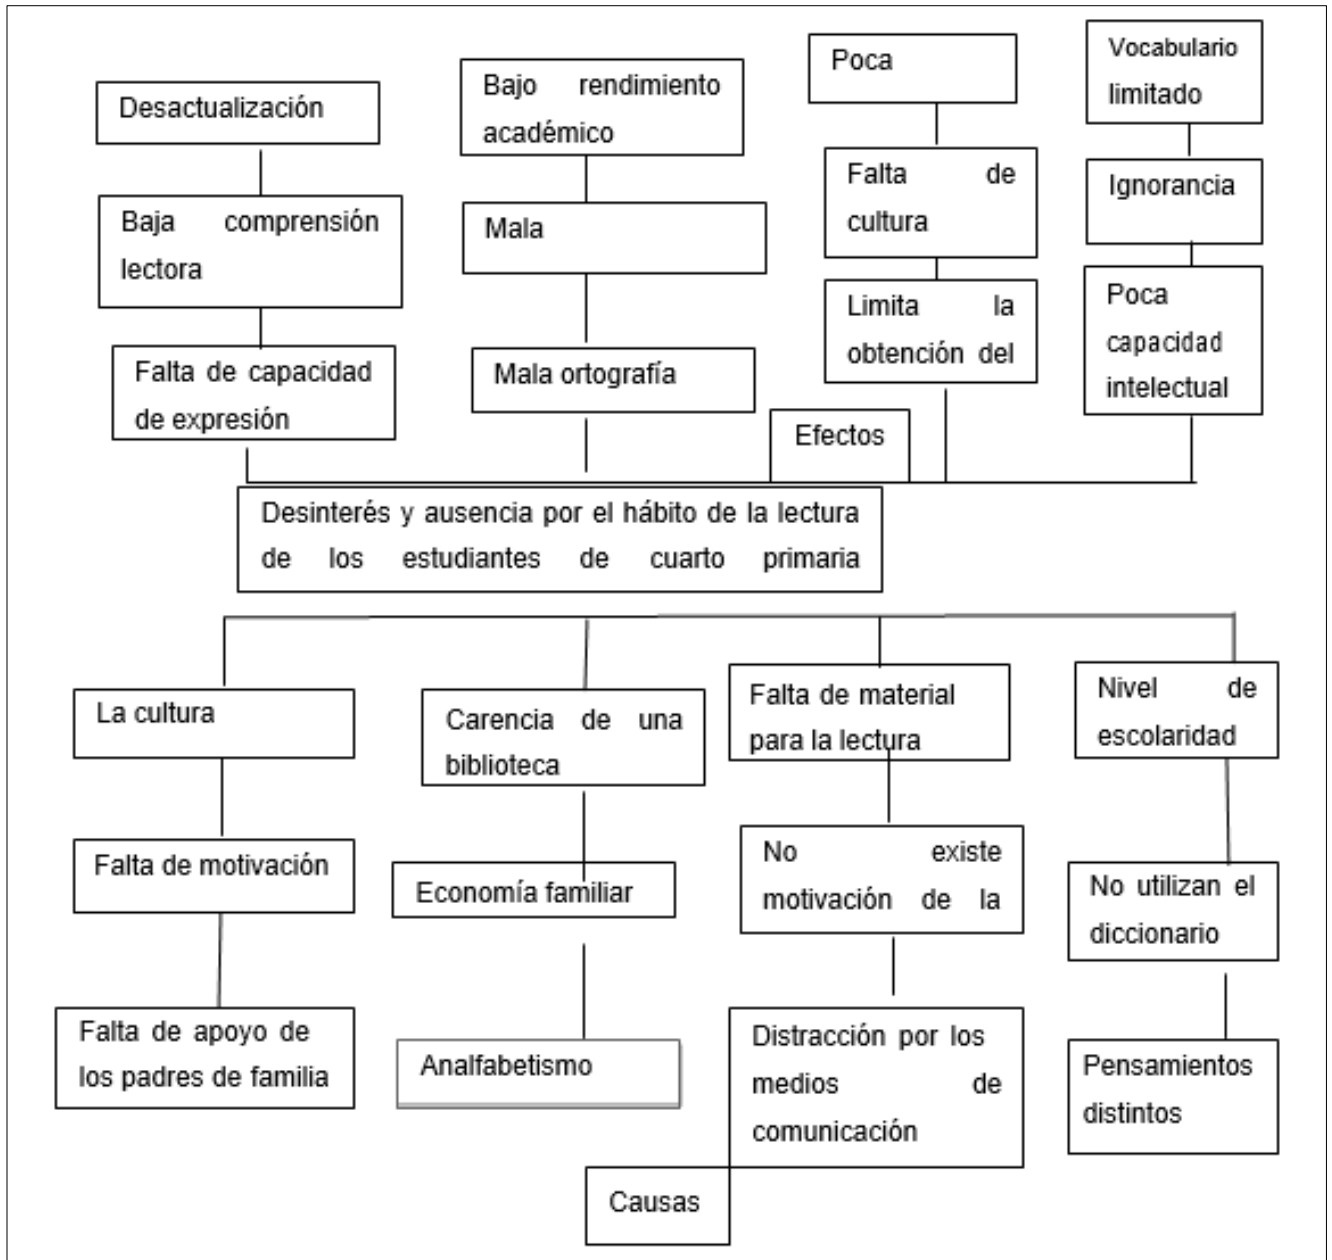 Desactualización
Baja comprensión
lectora
Falta de capacidad
de expresión
Bajo rendimiento
académico
Mala
Mala ortografía
Poca
Falta de
cultura
Limita la
obtención del
Vocabulario
limitado
Ignorancia
Poca
capacidad
intelectual
Efectos
Desinterés y ausencia por el hábito de la lectura
de los estudiantes de cuarto primaria
La cultura
Falta de motivación
Falta de apoyo de
los padres de familia
Carencia de una
biblioteca
Economía familiar
Analfabetismo
Falta de material
para la lectura
No existe
motivación de la
Distracción por los
medios de
comunicación
Nivel de
escolaridad
No utilizan el
diccionario
Pensamientos
distintos
Causas